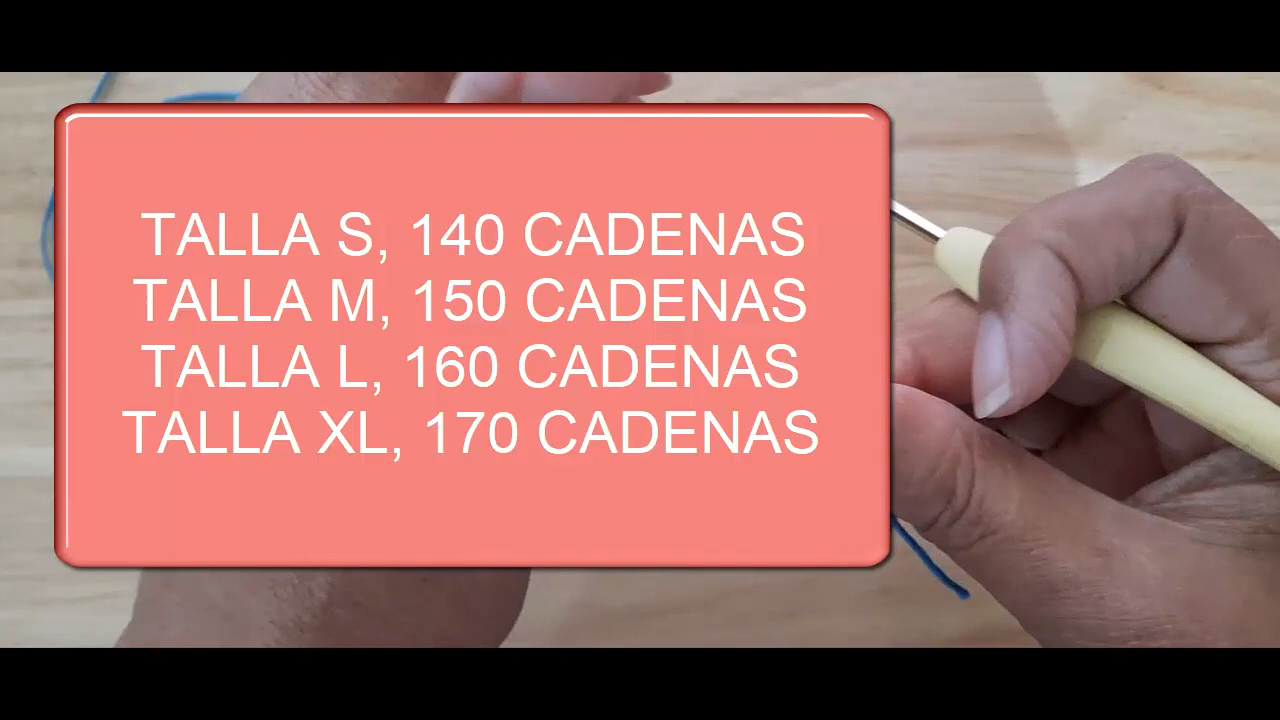 TALLA S, 140 CADENAS
TALLA M, 150 CADENAS
TALLA L, 160 CADENAS
TALLA XL, 170 CADENAS